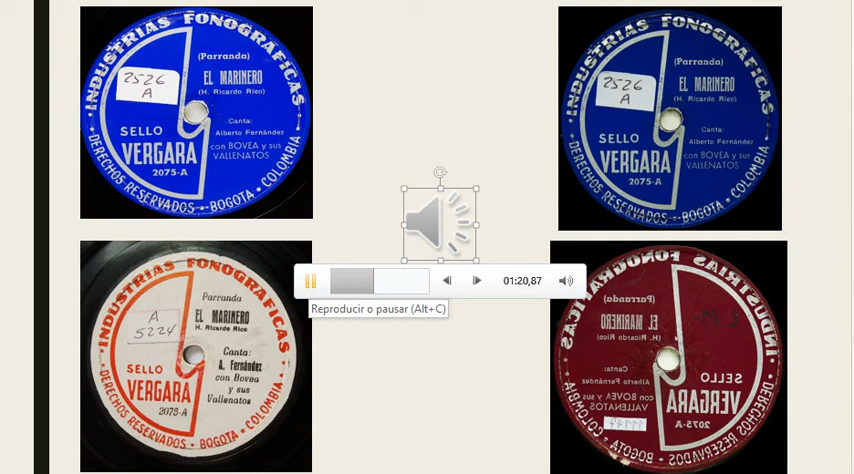 INDUSTRIAS FONOGRAFICAS
(Parranda)
EL MARINERO
(H. Ricardo Rico)
2526
A
SELLO
VERGARA
2075-A
Canta:
Alberto Fernández
con BOVEA y sus
VALLENATOS
DERECHOS RESERVADOS - BOGOTA • COLOMBIA
INDUSTRIAS FONOGRAFICAS
(Parranda)
EL MARINERO
(H. Ricardo Rico)
2526
A
SELLO
VERGARA
2075-A
Canta:
Alberto Fernández
con BOVEA y sus
VALLENATOS
DERECHOS RESERVADOS - BOGOTA • COLOMBIA
01:20,87
Reproducir o pausar (Alt+C)
INDUSTRIAS FONOGRAFICAS
Parranda
EL MARINERO
H. Ricardo Rico
A
5224
SELLO
VERGARA
2075-A
Canta:
A. Fernández
con Bovea
y sus
Vallenatos
DERECHOS RESERVADOS • BOGOTA • COLOMBIA
INDUSTRIAS FONOGRAFICAS
(Parranda)
EL MARINERO
(H. Ricardo Rico)
SELLO
VERGARA
2075-A
Canta:
Alberto Fernández
con BOVEA y sus
VALLENATOS
DERECHOS RESERVADOS • BOGOTA • COLOMBIA